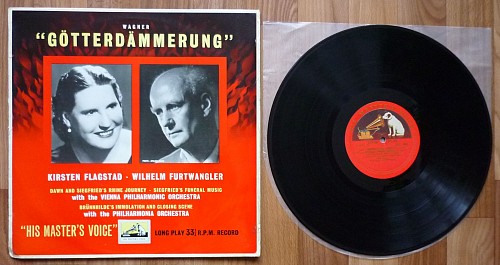 WAGNER
"GÖTTERDÄMMERUNG"
KIRSTEN FLAGSTAD - WILHELM FURTWANGLER
DAWN AND SIEGFRIED'S RHINE JOURNEY - SIEGFRIED'S FUNERAL MUSIC
with the VIENNA PHILHARMONIC ORCHESTRA
BRÜNNHILDE'S IMMOLATION AND CLOSING SCENE
with the PHILHARMONIA ORCHESTRA
"HIS MASTER'S VOICE"
LONG PLAY 33⅓ R.P.M. RECORD